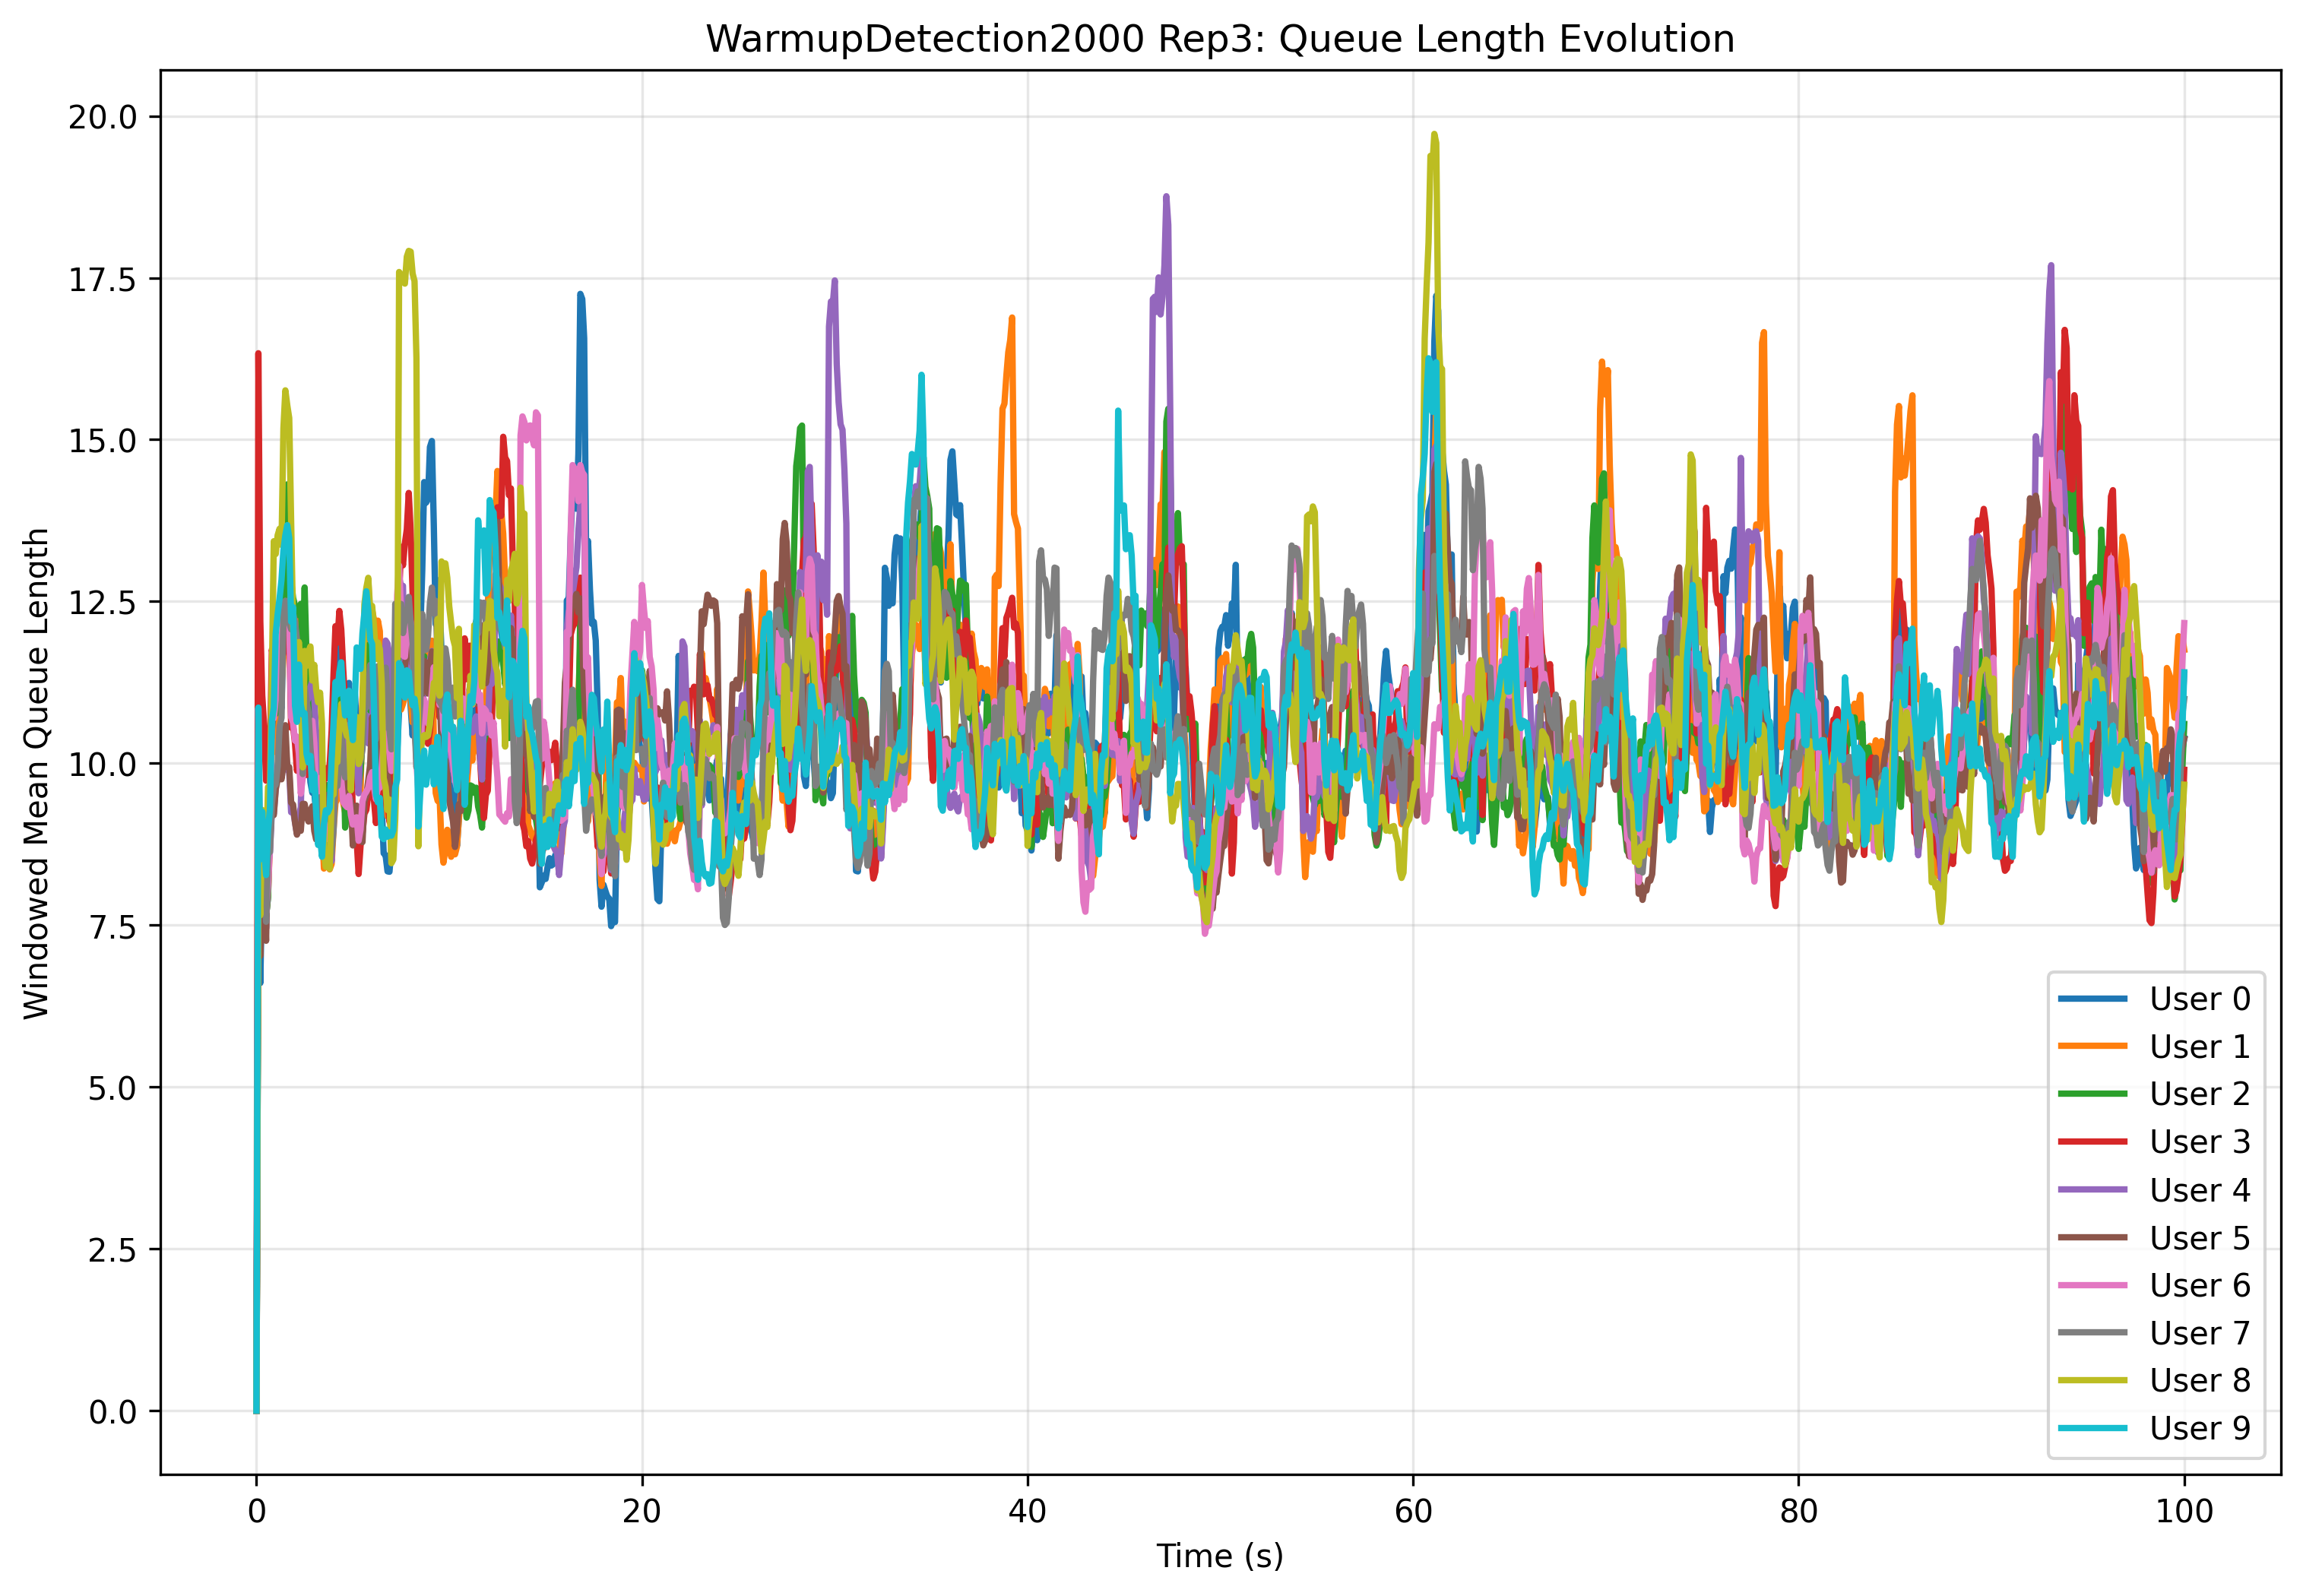 WarmupDetection2000 Rep3: Queue Length Evolution
20.0
17.5
15.0
12.5
10.0
7.5
5.0
2.5
0.0
Windowed Mean Queue Length
User 0
User 1
User 2
User 3
User 4
User 5
User 6
User 7
User 8
User 9
0 20 40 60 80 100
Time (s)